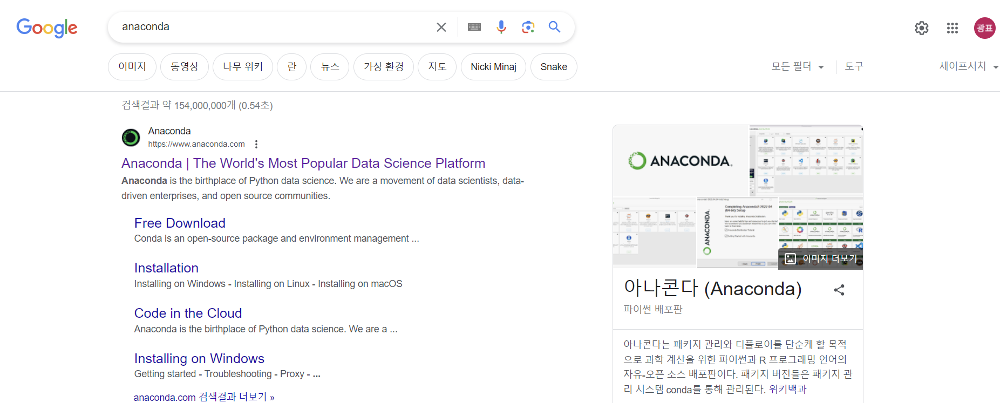 Google
anaconda
광표
이미지
동영상
나무 위키
란
뉴스
가상 환경
지도
Nicki Minaj
Snake
모든 필터
도구
세이프서치
검색결과 약 154,000,000개 (0.54초)
Anaconda
https://www.anaconda.com
Anaconda | The World's Most Popular Data Science Platform
Anaconda is the birthplace of Python data science. We are a movement of data scientists, data-
driven enterprises, and open source communities.
Free Download
Conda is an open-source package and environment management ...
Installation
Installing on Windows - Installing on Linux - Installing on macOS
Code in the Cloud
Anaconda is the birthplace of Python data science. We are a ...
Installing on Windows
Getting started - Troubleshooting - Proxy - ...
anaconda.com 검색결과 더보기 »
ANACONDA.
Completing Anaconda3 2022.04
(64-bit) Setup
ANACONDA.
이미지 더보기
아나콘다 (Anaconda)
파이썬 배포판
아나콘다는 패키지 관리와 디플로이를 단순케 할 목적
으로 과학 계산을 위한 파이썬과 R 프로그래밍 언어의
자유-오픈 소스 배포판이다. 패키지 버전들은 패키지 관
리 시스템 conda를 통해 관리된다. 위키백과